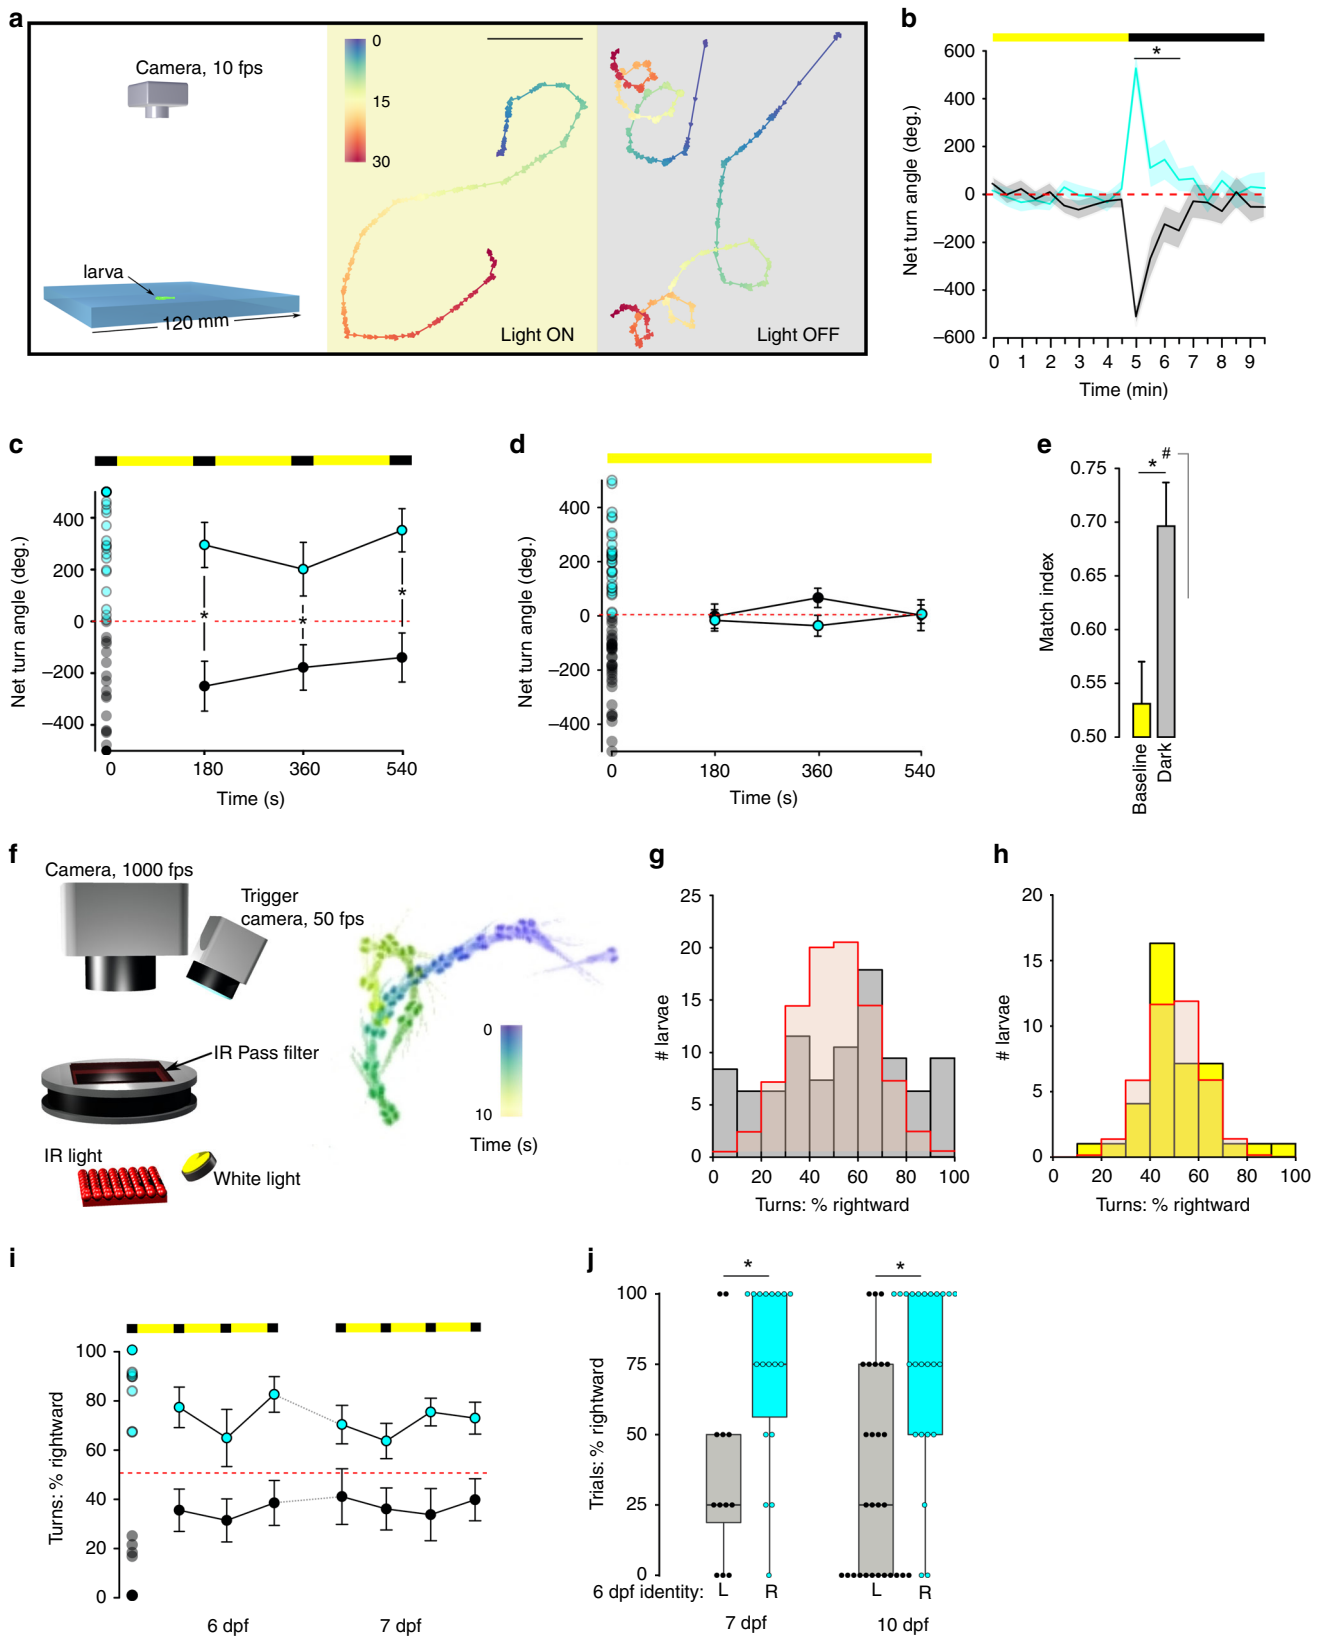 a
Camera, 10 fps
larva
120 mm
0
15
30
Light ON
Light OFF
b
*
600
400
200
0
−200
−400
−600
Net turn angle (deg.)
0 1 2 3 4 5 6 7 8 9
Time (min)
c
400
200
0
−200
−400
Net turn angle (deg.)
* * *
0 180 360 540
Time (s)
d
400
200
0
−200
−400
Net turn angle (deg.)
0 180 360 540
Time (s)
e
* #
0.75
0.70
0.65
0.60
0.55
0.50
Match index
Baseline
Dark
f
Camera, 1000 fps
Trigger
camera, 50 fps
IR Pass filter
IR light
White light
0
10
Time (s)
g
25
20
15
10
5
0
# larvae
0 20 40 60 80 100
Turns: % rightward
h
20
15
10
5
0
# larvae
0 20 40 60 80 100
Turns: % rightward
i
100
80
60
40
20
0
Turns: % rightward
6 dpf
7 dpf
j
* *
100
75
50
25
0
Trials: % rightward
6 dpf identity: L R L R
7 dpf
10 dpf